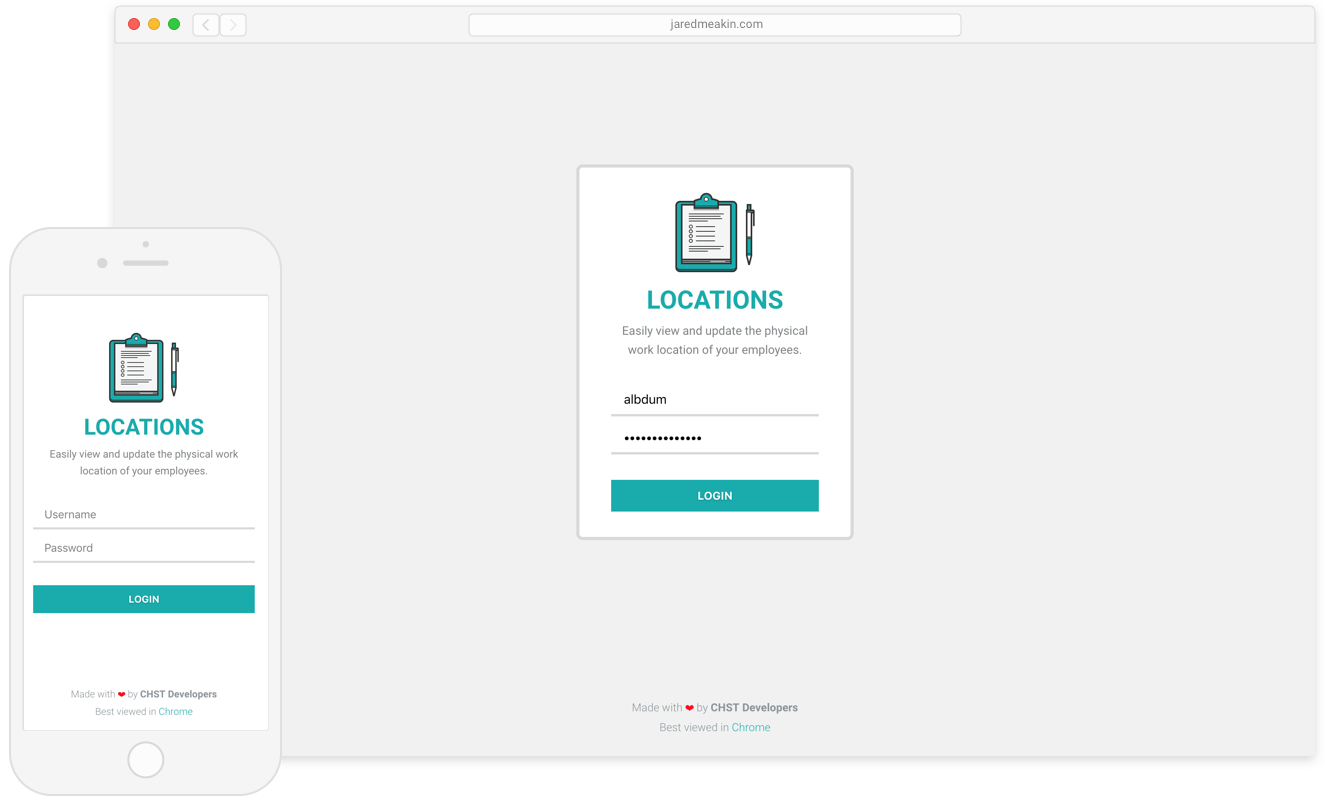 jaredmeakin.com
LOCATIONS
Easily view and update the physical
work location of your employees.
albdum
••••••••••••••
LOGIN
Made with ❤ by CHST Developers
Best viewed in Chrome
LOCATIONS
Easily view and update the physical work
location of your employees.
Username
Password
LOGIN
Made with ❤ by CHST Developers
Best viewed in Chrome